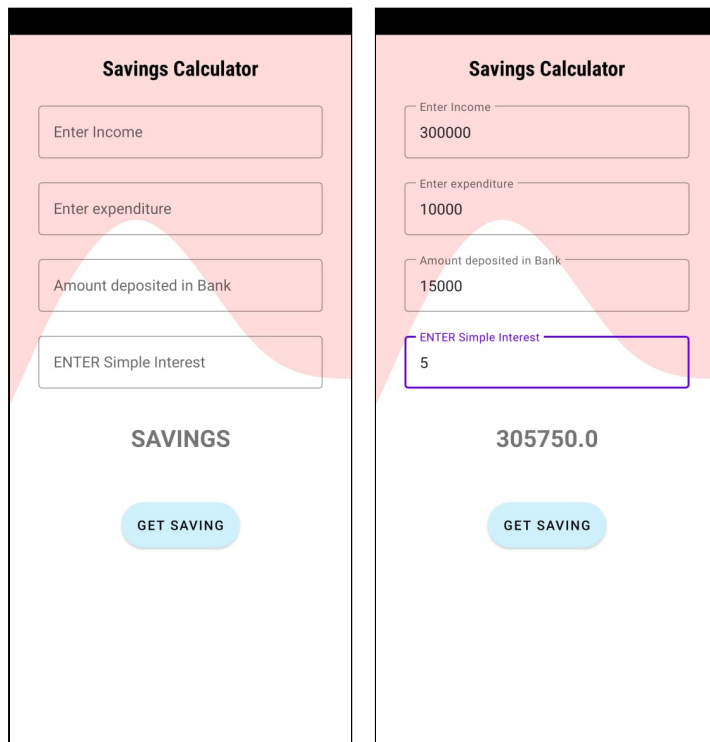 Savings Calculator
Enter Income
Enter expenditure
Amount deposited in Bank
ENTER Simple Interest
SAVINGS
GET SAVING
Savings Calculator
Enter Income
300000
Enter expenditure
10000
Amount deposited in Bank
15000
ENTER Simple Interest
5
305750.0
GET SAVING